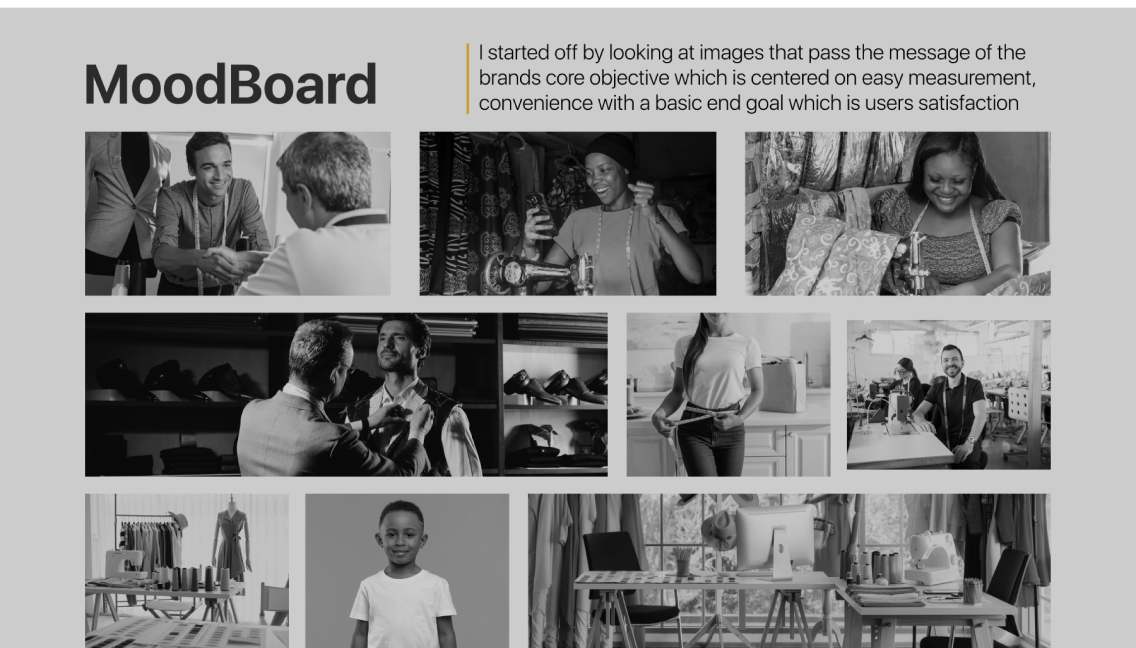 MoodBoard
I started off by looking at images that pass the message of the
brands core objective which is centered on easy measurement,
convenience with a basic end goal which is users satisfaction